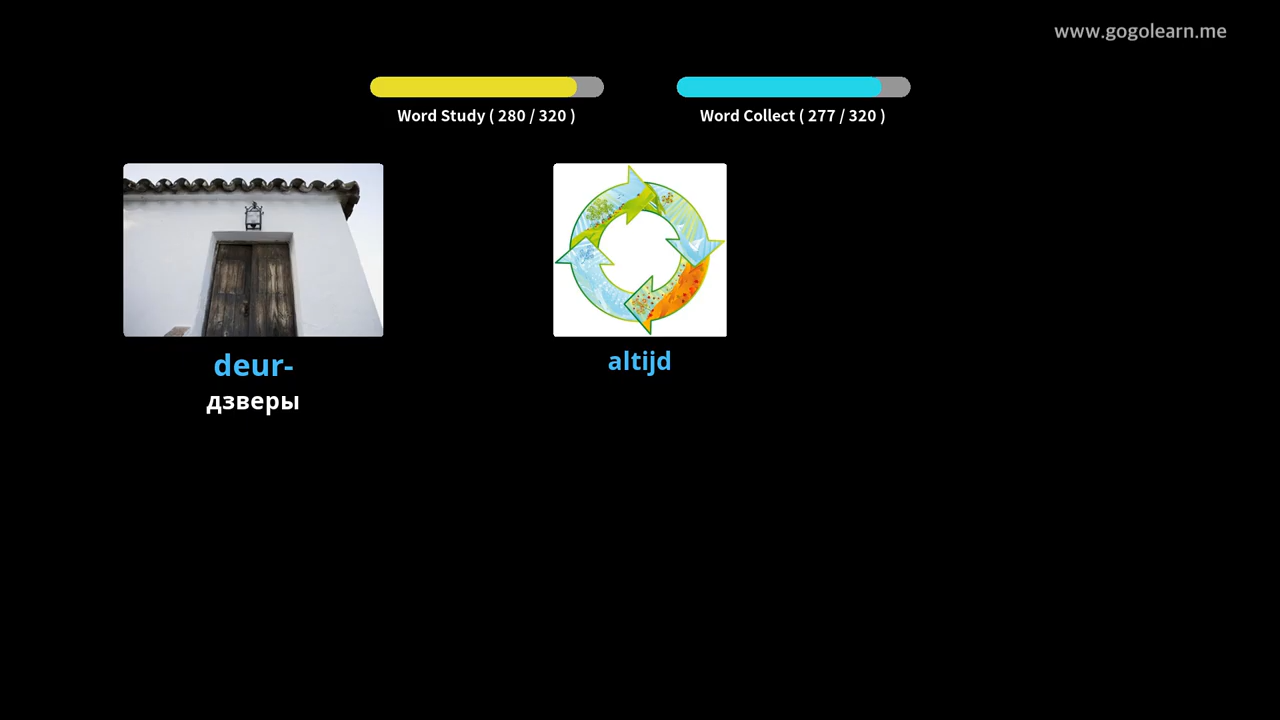 www.gogolearn.me
Word Study ( 280 / 320 )
Word Collect ( 277 / 320 )
deur-
altijd
дзверы